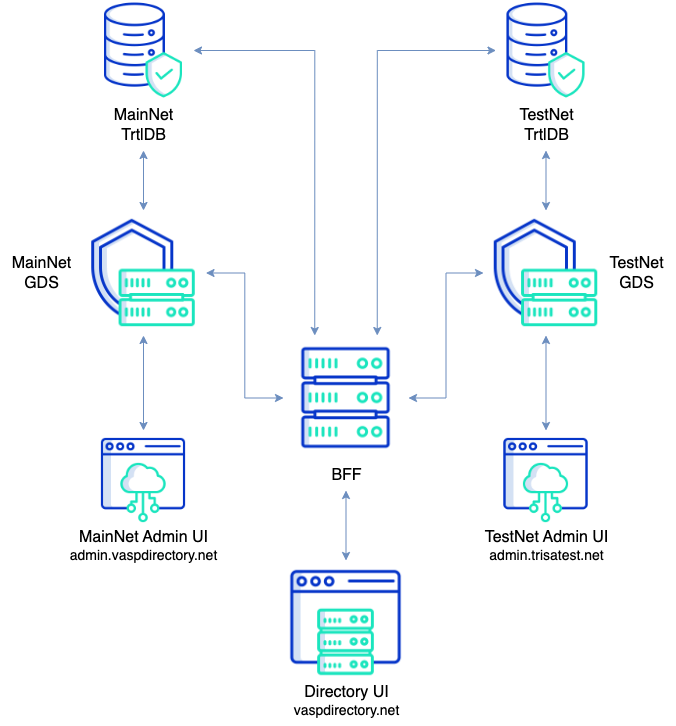 MainNet
TrtlDB
TestNet
TrtlDB
MainNet
GDS
TestNet
GDS
BFF
MainNet Admin UI
admin.vaspdirectory.net
TestNet Admin UI
admin.trisatest.net
Directory UI
vaspdirectory.net